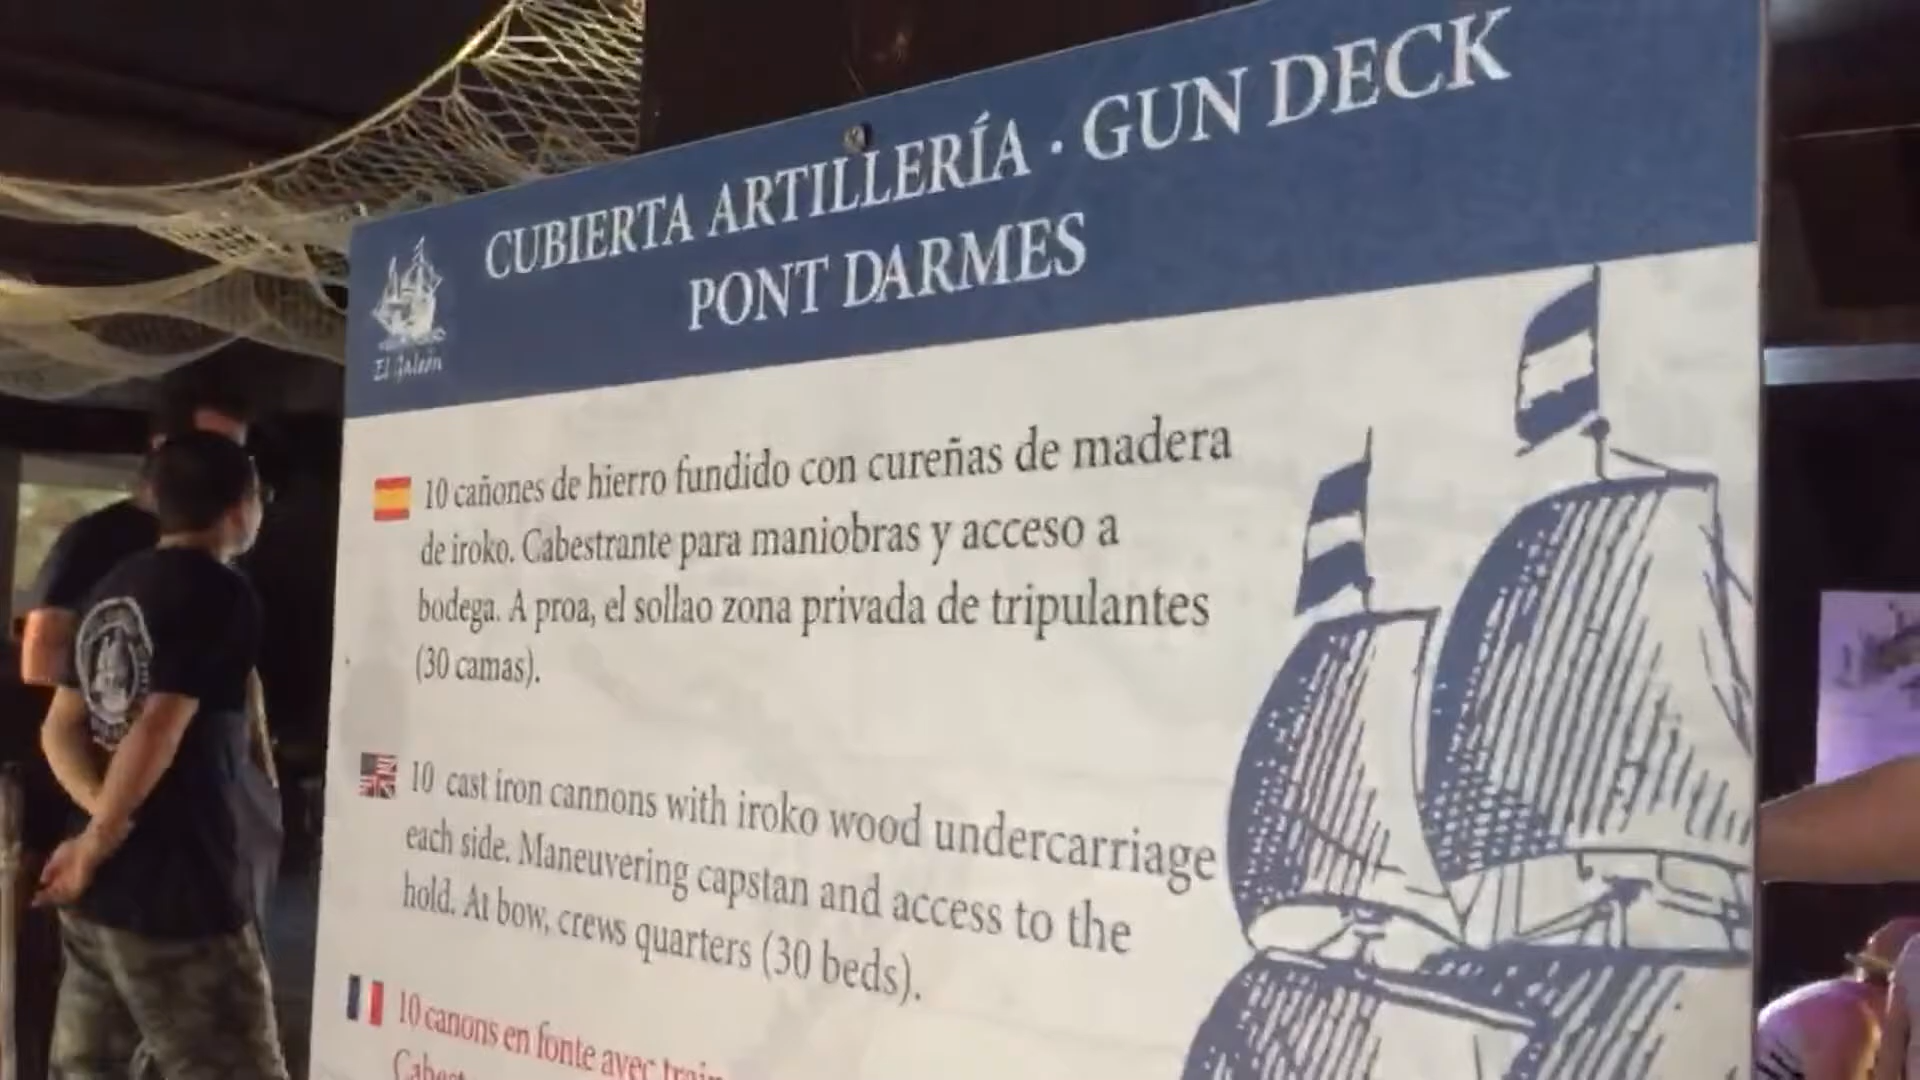 CUBIERTA ARTILLERÍA · GUN DECK
PONT DARMES
El Galeón
10 cañones de hierro fundido con cureñas de madera
de iroko. Cabestrante para maniobras y acceso a
bodega. A proa, el sollao zona privada de tripulantes
(30 camas).
10 cast iron cannons with iroko wood undercarriage
each side. Maneuvering capstan and access to the
hold. At bow, crews quarters (30 beds).
10 canons en fonte avec